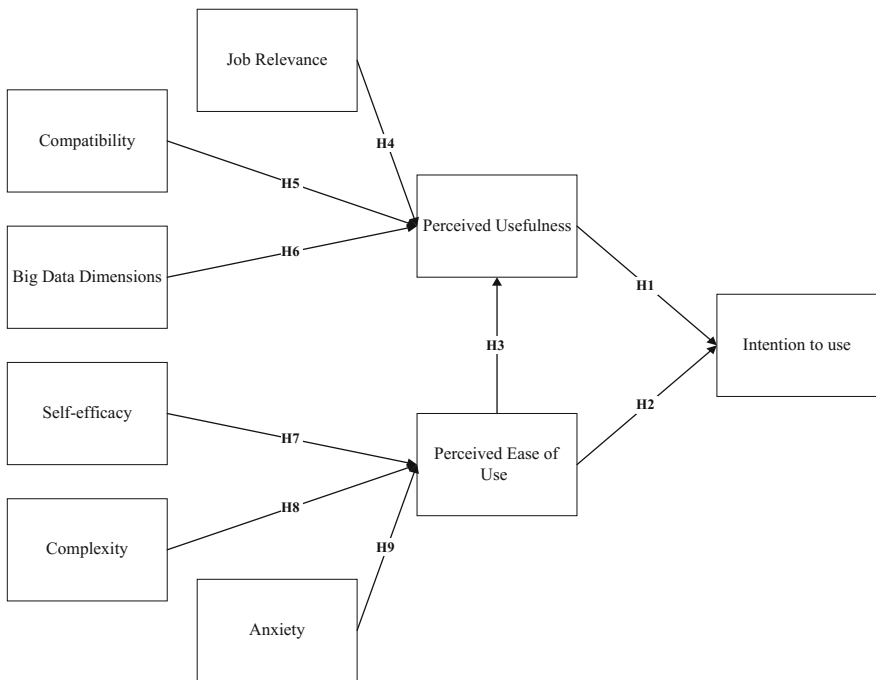 Job Relevance
Compatibility
H4
H5
Perceived Usefulness
Big Data Dimensions
H6
H1
H3
Intention to use
Self-efficacy
H7
H2
Perceived Ease of
Use
Complexity
H8
H9
Anxiety